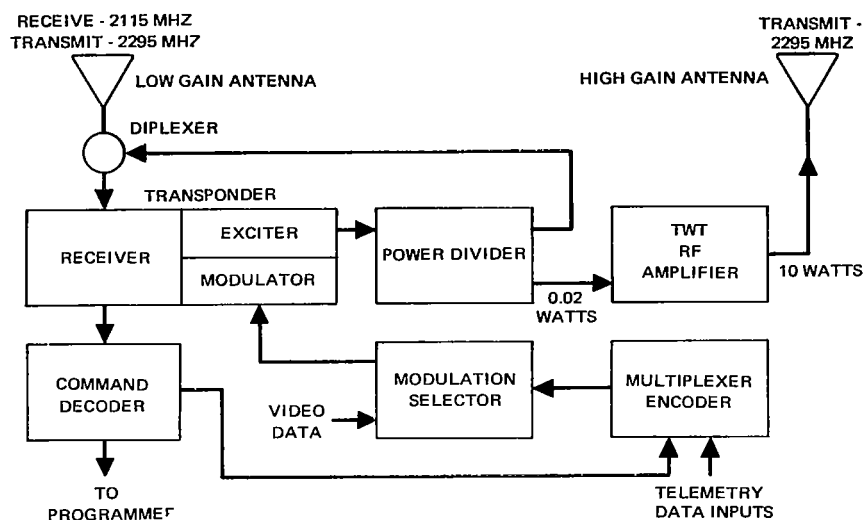 RECEIVE - 2115 MHZ
TRANSMIT - 2295 MHZ
LOW GAIN ANTENNA
DIPLEXER
TRANSMIT -
2295 MHZ
HIGH GAIN ANTENNA
TRANSPONDER
RECEIVER
EXCITER
MODULATOR
POWER DIVIDER
TWT
RF
AMPLIFIER
10 WATTS
0.02
WATTS
COMMAND
DECODER
VIDEO
DATA
MODULATION
SELECTOR
MULTIPLEXER
ENCODER
TO
PROGRAMMER
TELEMETRY
DATA INPUTS